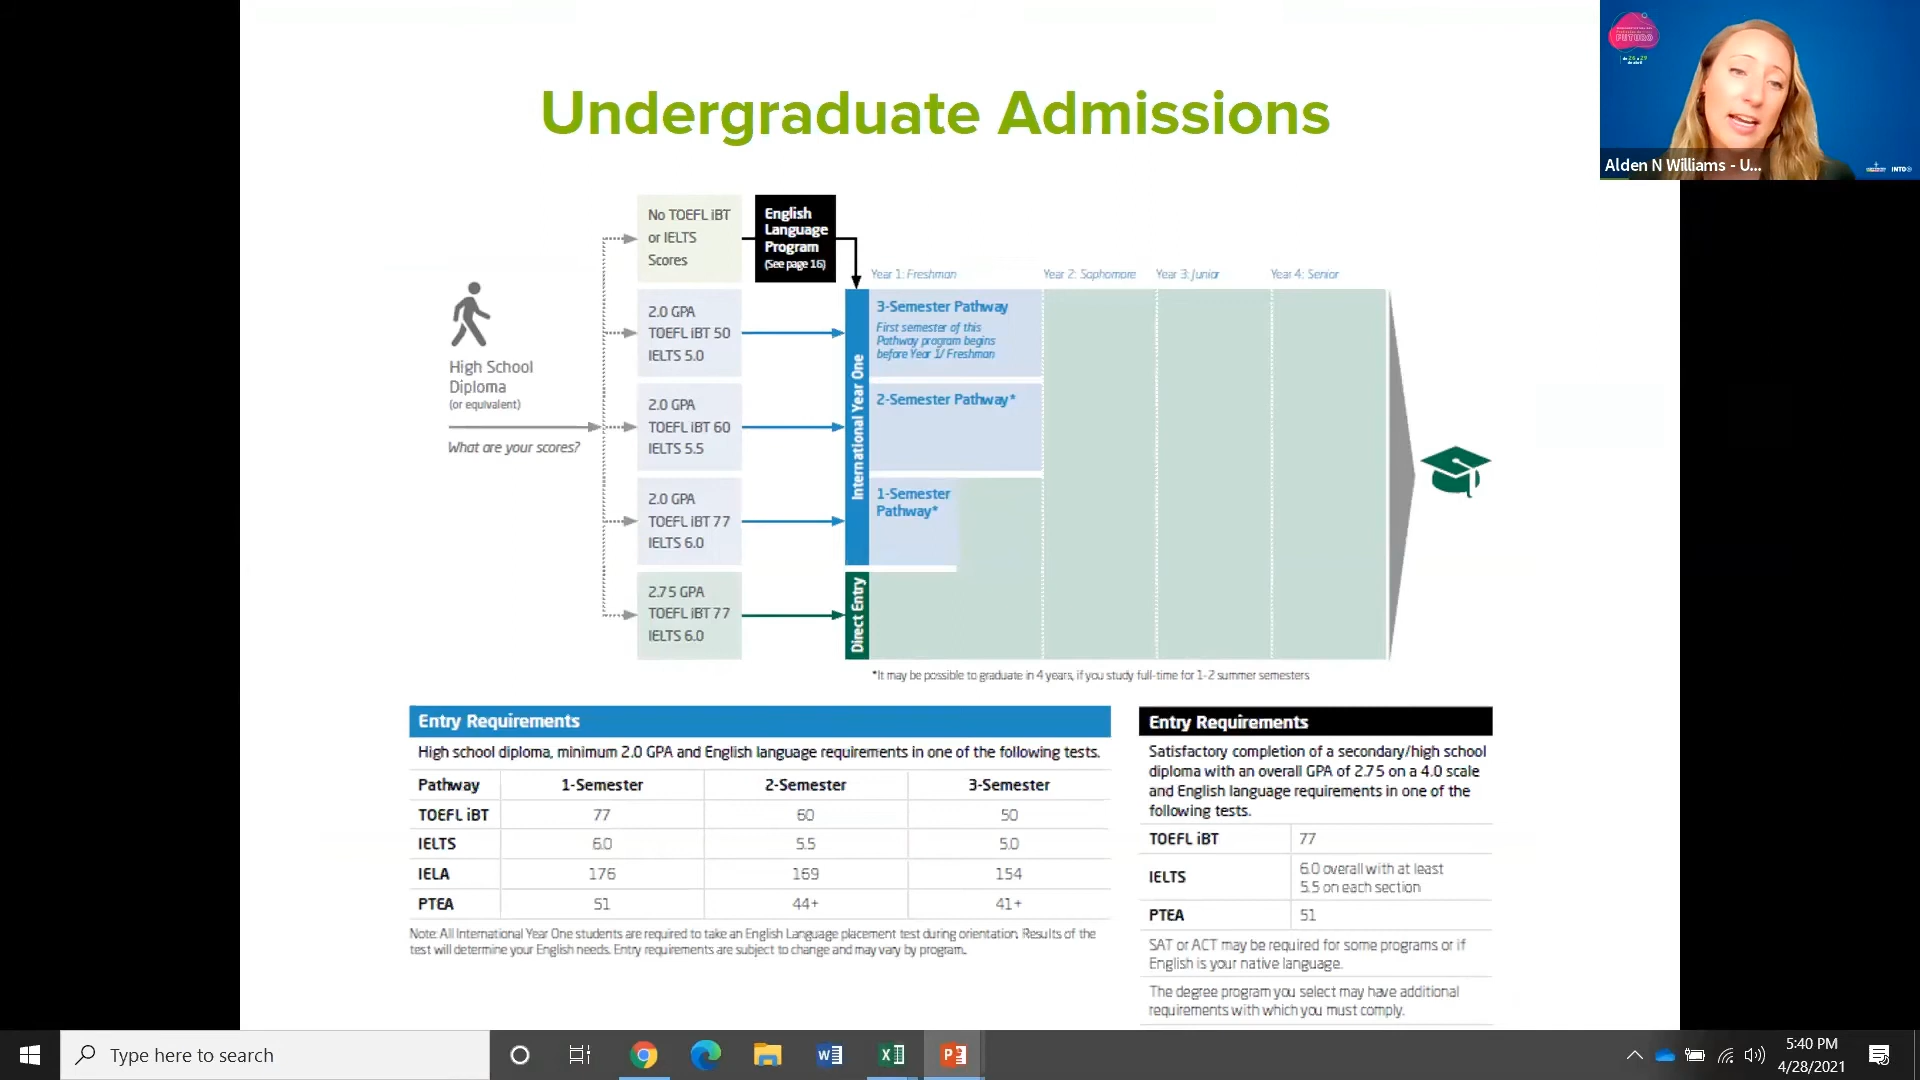 Undergraduate Admissions
FUTURO
Alden N Williams - U...
INTO
No TOEFL iBT
or IELTS
Scores
English
Language
Program
(See page 16)
Year 1: Freshman
Year 2: Sophomore
Year 3: Junior
Year 4: Senior
High School
Diploma
(or equivalent)
What are your scores?
2.0 GPA
TOEFL iBT 50
IELTS 5.0
2.0 GPA
TOEFL iBT 60
IELTS 5.5
2.0 GPA
TOEFL iBT 77
IELTS 6.0
2.75 GPA
TOEFL iBT 77
IELTS 6.0
International Year One
Direct Entry
3-Semester Pathway
First semester of this
Pathway program begins
before Year 1/ Freshman
2-Semester Pathway*
1-Semester
Pathway*
*It may be possible to graduate in 4 years, if you study full-time for 1-2 summer semesters
Entry Requirements
High school diploma, minimum 2.0 GPA and English language requirements in one of the following tests.
Pathway 1-Semester 2-Semester 3-Semester
TOEFL iBT 77 60 50
IELTS 6.0 5.5 5.0
IELA 176 169 154
PTEA 51 44+ 41+
Note: All International Year One students are required to take an English Language placement test during orientation. Results of the
test will determine your English needs. Entry requirements are subject to change and may vary by program.
Entry Requirements
Satisfactory completion of a secondary/high school
diploma with an overall GPA of 2.75 on a 4.0 scale
and English language requirements in one of the
following tests.
TOEFL iBT 77
IELTS 6.0 overall with at least
5.5 on each section
PTEA 51
SAT or ACT may be required for some programs or if
English is your native language.
The degree program you select may have additional
requirements with which you must comply.
Type here to search
5:40 PM
4/28/2021